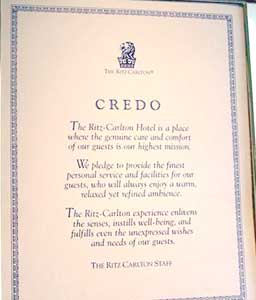 THE RITZ-CARLTON®
CREDO
The Ritz-Carlton Hotel is a place
where the genuine care and comfort
of our guests is our highest mission.
We pledge to provide the finest
personal service and facilities for our
guests, who will always enjoy a warm,
relaxed yet refined ambience.
The Ritz-Carlton experience enlivens
the senses, instills well-being, and
fulfills even the unexpressed wishes
and needs of our guests.
THE RITZ-CARLTON STAFF